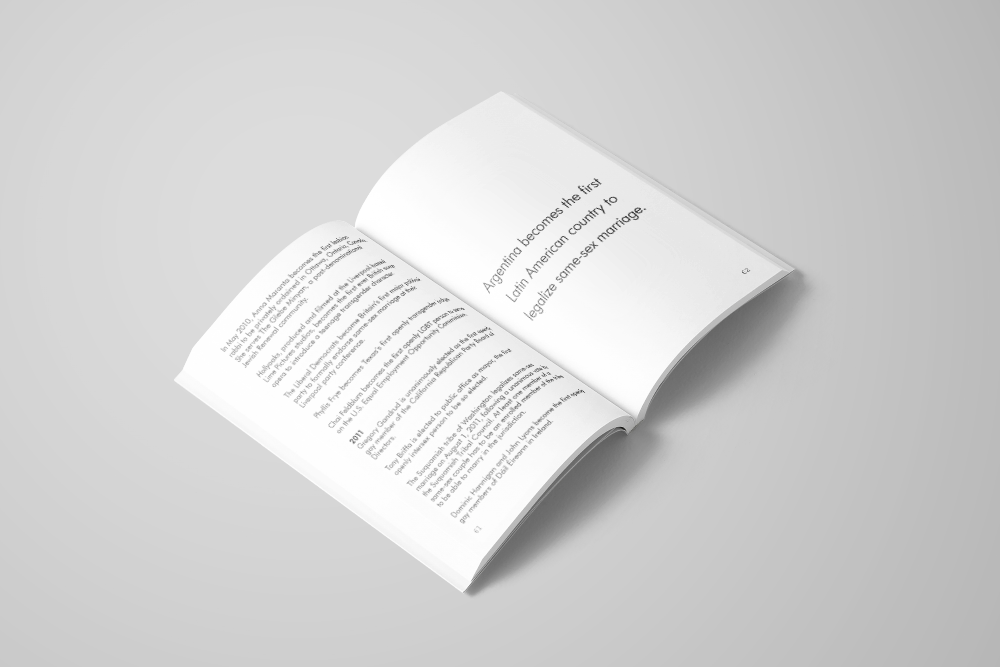 In May 2010, Anna Maranta becomes the first lesbian
rabbi to be privately ordained in Ottawa, Ontario, Canada.
She serves The Glebe Minyan, a post-denominational
Jewish Renewal community.
Hollyoaks, produced and filmed at the Liverpool based
Lime Pictures studios, becomes the first ever British soap
opera to introduce a teenage transgender character.
The Liberal Democrats become Britain's first major political
party to formally endorse same-sex marriage at their
Liverpool party conference.
Phyllis Frye becomes Texas's first openly transgender judge.
Chai Feldblum becomes the first openly LGBT person to serve
on the U.S. Equal Employment Opportunity Commission.
2011
Gregory Gandrud is unanimously elected as the first openly
gay member of the California Republican Party Board of
Directors.
Tony Briffa is elected to public office as mayor, the first
openly intersex person to be so elected.
The Suquamish tribe of Washington legalizes same-sex
marriage on August 1, 2011, following a unanimous vote by
the Suquamish Tribal Council. At least one member of a
same-sex couple has to be an enrolled member of the tribe
to be able to marry in the jurisdiction.
Dominic Hannigan and John Lyons become the first openly
gay members of Dáil Éireann in Ireland.
Argentina becomes the first
Latin American country to
legalize same-sex marriage.